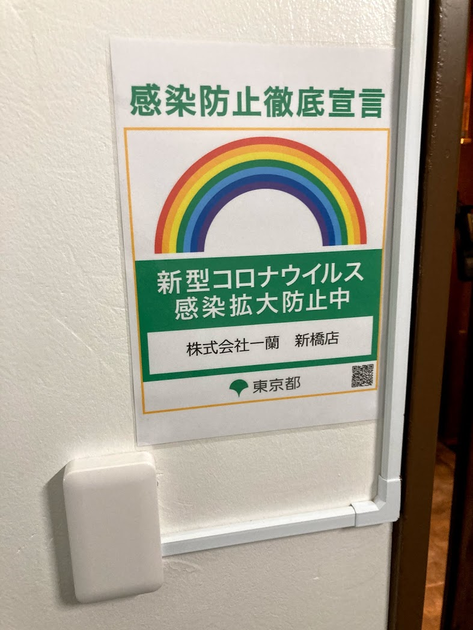 感染防止徹底宣言
新型コロナウイルス
感染拡大防止中
株式会社一蘭 新橋店
東京都